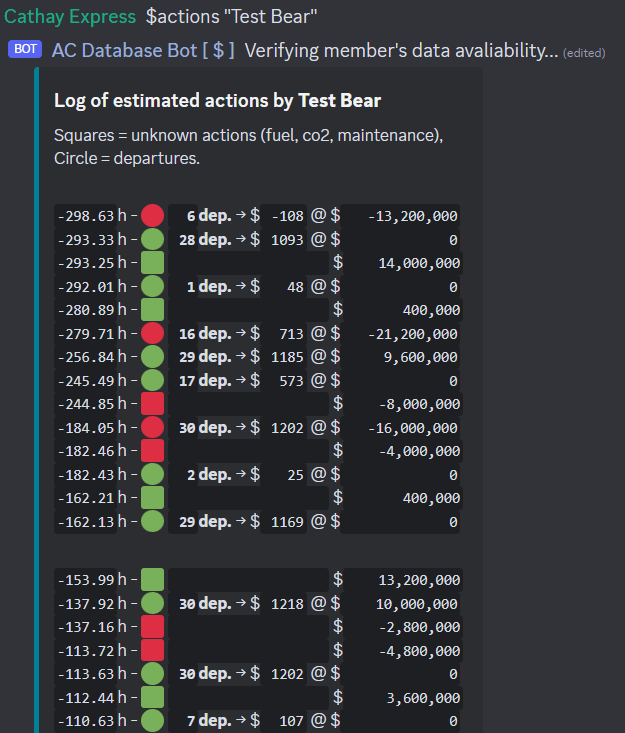 Cathay Express $actions "Test Bear"
BOT AC Database Bot [ $ ] Verifying member's data avaliability... (edited)
Log of estimated actions by Test Bear
Squares = unknown actions (fuel, co2, maintenance),
Circle = departures.
-298.63 h - 6 dep. → $ -108 @ $ -13,200,000
-293.33 h - 28 dep. → $ 1093 @ $ 0
-293.25 h - $ 14,000,000
-292.01 h - 1 dep. → $ 48 @ $ 0
-280.89 h - $ 400,000
-279.71 h - 16 dep. → $ 713 @ $ -21,200,000
-256.84 h - 29 dep. → $ 1185 @ $ 9,600,000
-245.49 h - 17 dep. → $ 573 @ $ 0
-244.85 h - $ -8,000,000
-184.05 h - 30 dep. → $ 1202 @ $ -16,000,000
-182.46 h - $ -4,000,000
-182.43 h - 2 dep. → $ 25 @ $ 0
-162.21 h - $ 400,000
-162.13 h - 29 dep. → $ 1169 @ $ 0
-153.99 h - $ 13,200,000
-137.92 h - 30 dep. → $ 1218 @ $ 10,000,000
-137.16 h - $ -2,800,000
-113.72 h - $ -4,800,000
-113.63 h - 30 dep. → $ 1202 @ $ 0
-112.44 h - $ 3,600,000
-110.63 h - 7 dep. → $ 107 @ $ 0